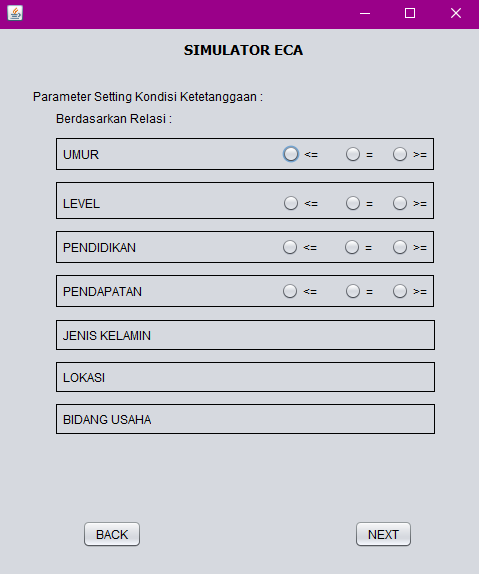 SIMULATOR ECA
Parameter Setting Kondisi Ketetanggaan :
Berdasarkan Relasi :
UMUR <= = >=
LEVEL <= = >=
PENDIDIKAN <= = >=
PENDAPATAN <= = >=
JENIS KELAMIN
LOKASI
BIDANG USAHA
BACK NEXT